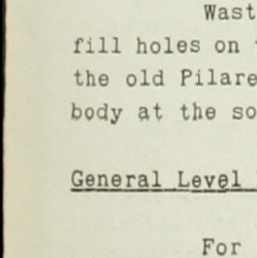 Wast
fill holes on
the old Pilare
body at the so
General Level
For